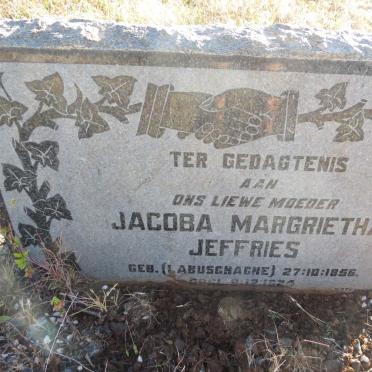 TER GEDAGTENIS
AAN
ONS LIEWE MOEDER
JACOBA MARGRIETHA
JEFFRIES
GEB. (LABUSCHAGNE) 27:10:1856.